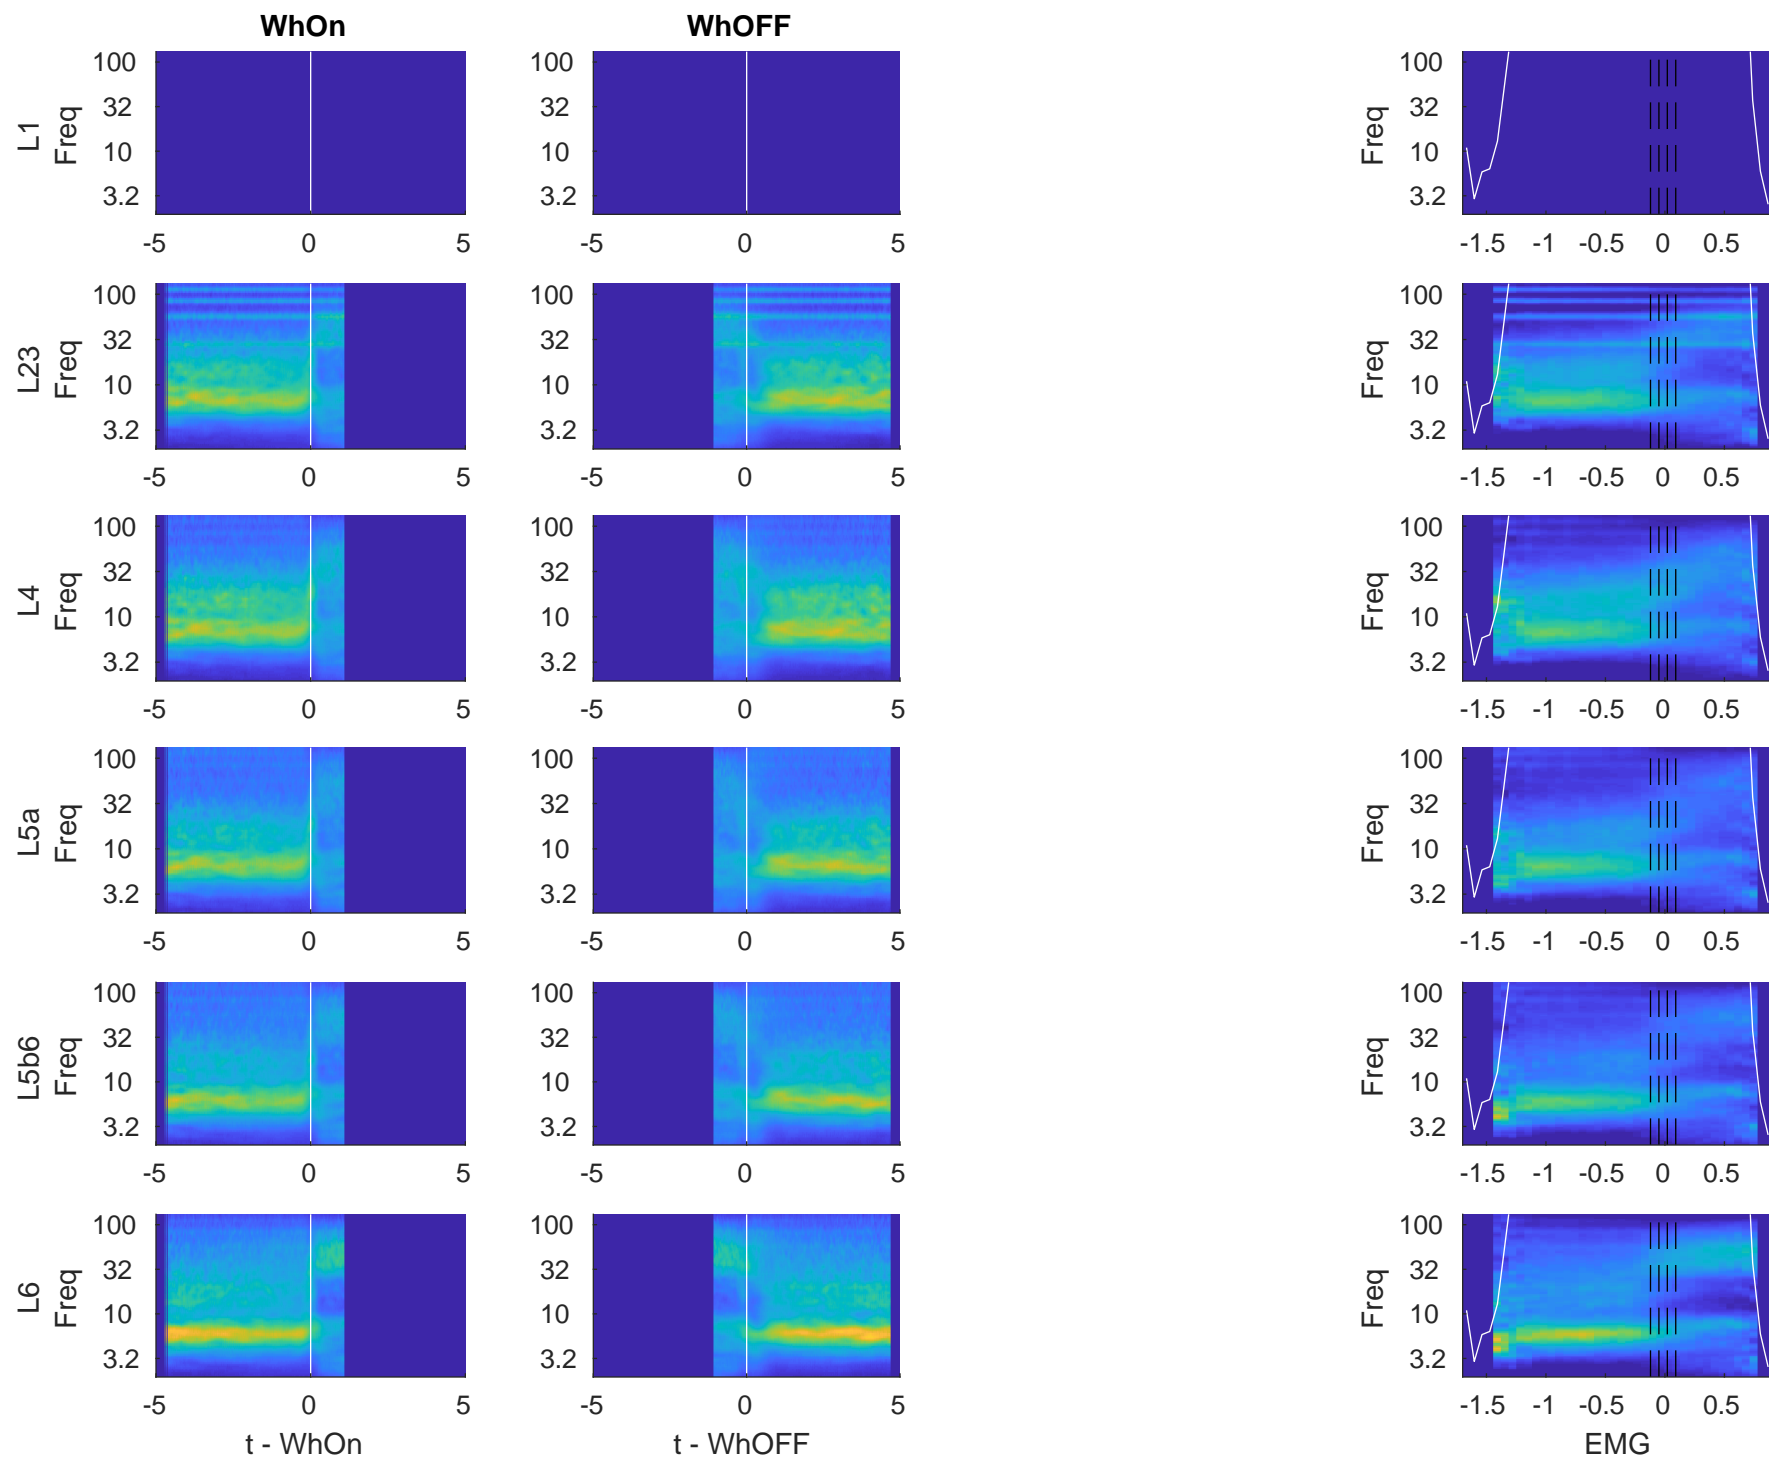 WhOn WhOFF
L1 Freq 100 32 10 3.2 100 32 10 3.2 Freq 100 32 10 3.2
-5 0 5 -5 0 5 -1.5 -1 -0.5 0 0.5
L23 Freq 100 32 10 3.2 100 32 10 3.2 Freq 100 32 10 3.2
-5 0 5 -5 0 5 -1.5 -1 -0.5 0 0.5
L4 Freq 100 32 10 3.2 100 32 10 3.2 Freq 100 32 10 3.2
-5 0 5 -5 0 5 -1.5 -1 -0.5 0 0.5
L5a Freq 100 32 10 3.2 100 32 10 3.2 Freq 100 32 10 3.2
-5 0 5 -5 0 5 -1.5 -1 -0.5 0 0.5
L5b6 Freq 100 32 10 3.2 100 32 10 3.2 Freq 100 32 10 3.2
-5 0 5 -5 0 5 -1.5 -1 -0.5 0 0.5
L6 Freq 100 32 10 3.2 100 32 10 3.2 Freq 100 32 10 3.2
-5 0 5 -5 0 5 -1.5 -1 -0.5 0 0.5
t - WhOn t - WhOFF EMG